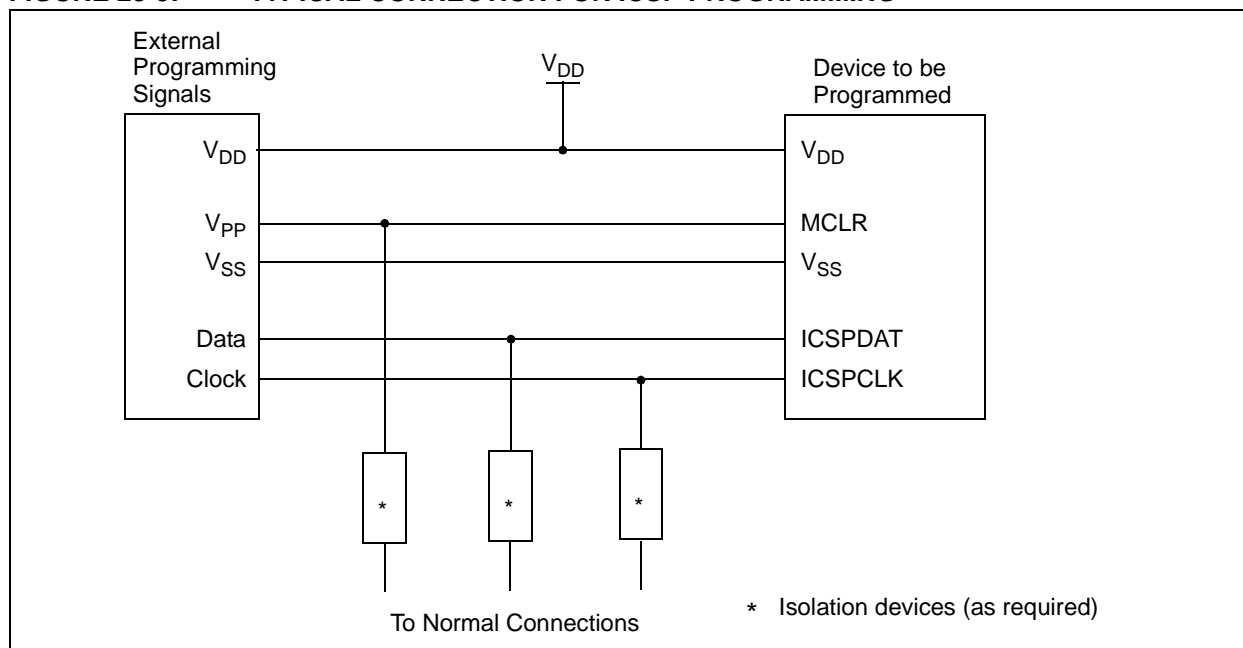 External
Programming
Signals
VDD
Device to be
Programmed
VDD
VDD
VPP
MCLR
VSS
VSS
Data
ICSPDAT
Clock
ICSPCLK
*
*
*
To Normal Connections
* Isolation devices (as required)